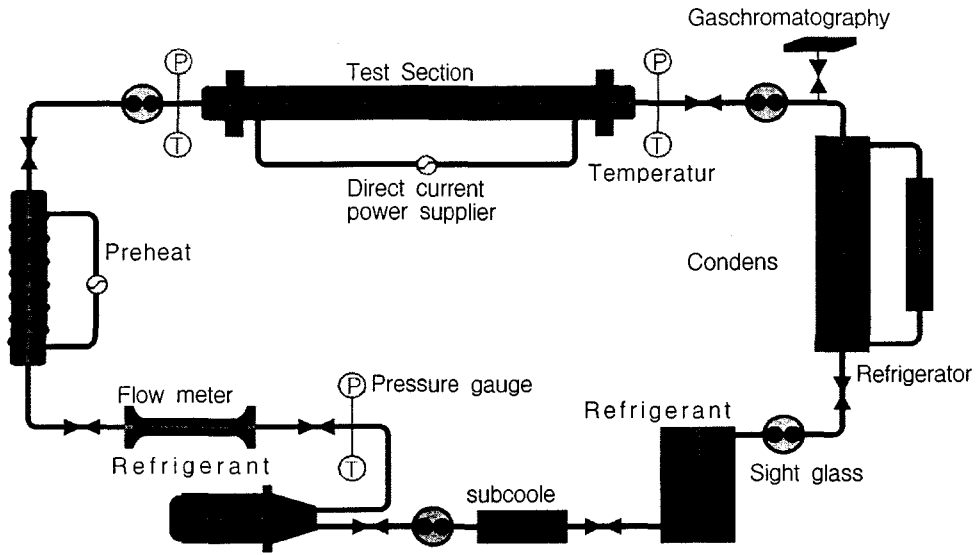 Gaschromatography
P
P
Test Section
T
T
Temperatur
Direct current
power supplier
Preheat
Condens
P
Pressure gauge
Flow meter
Refrigerator
Refrigerant
Refrigerant
T
Sight glass
subcoole